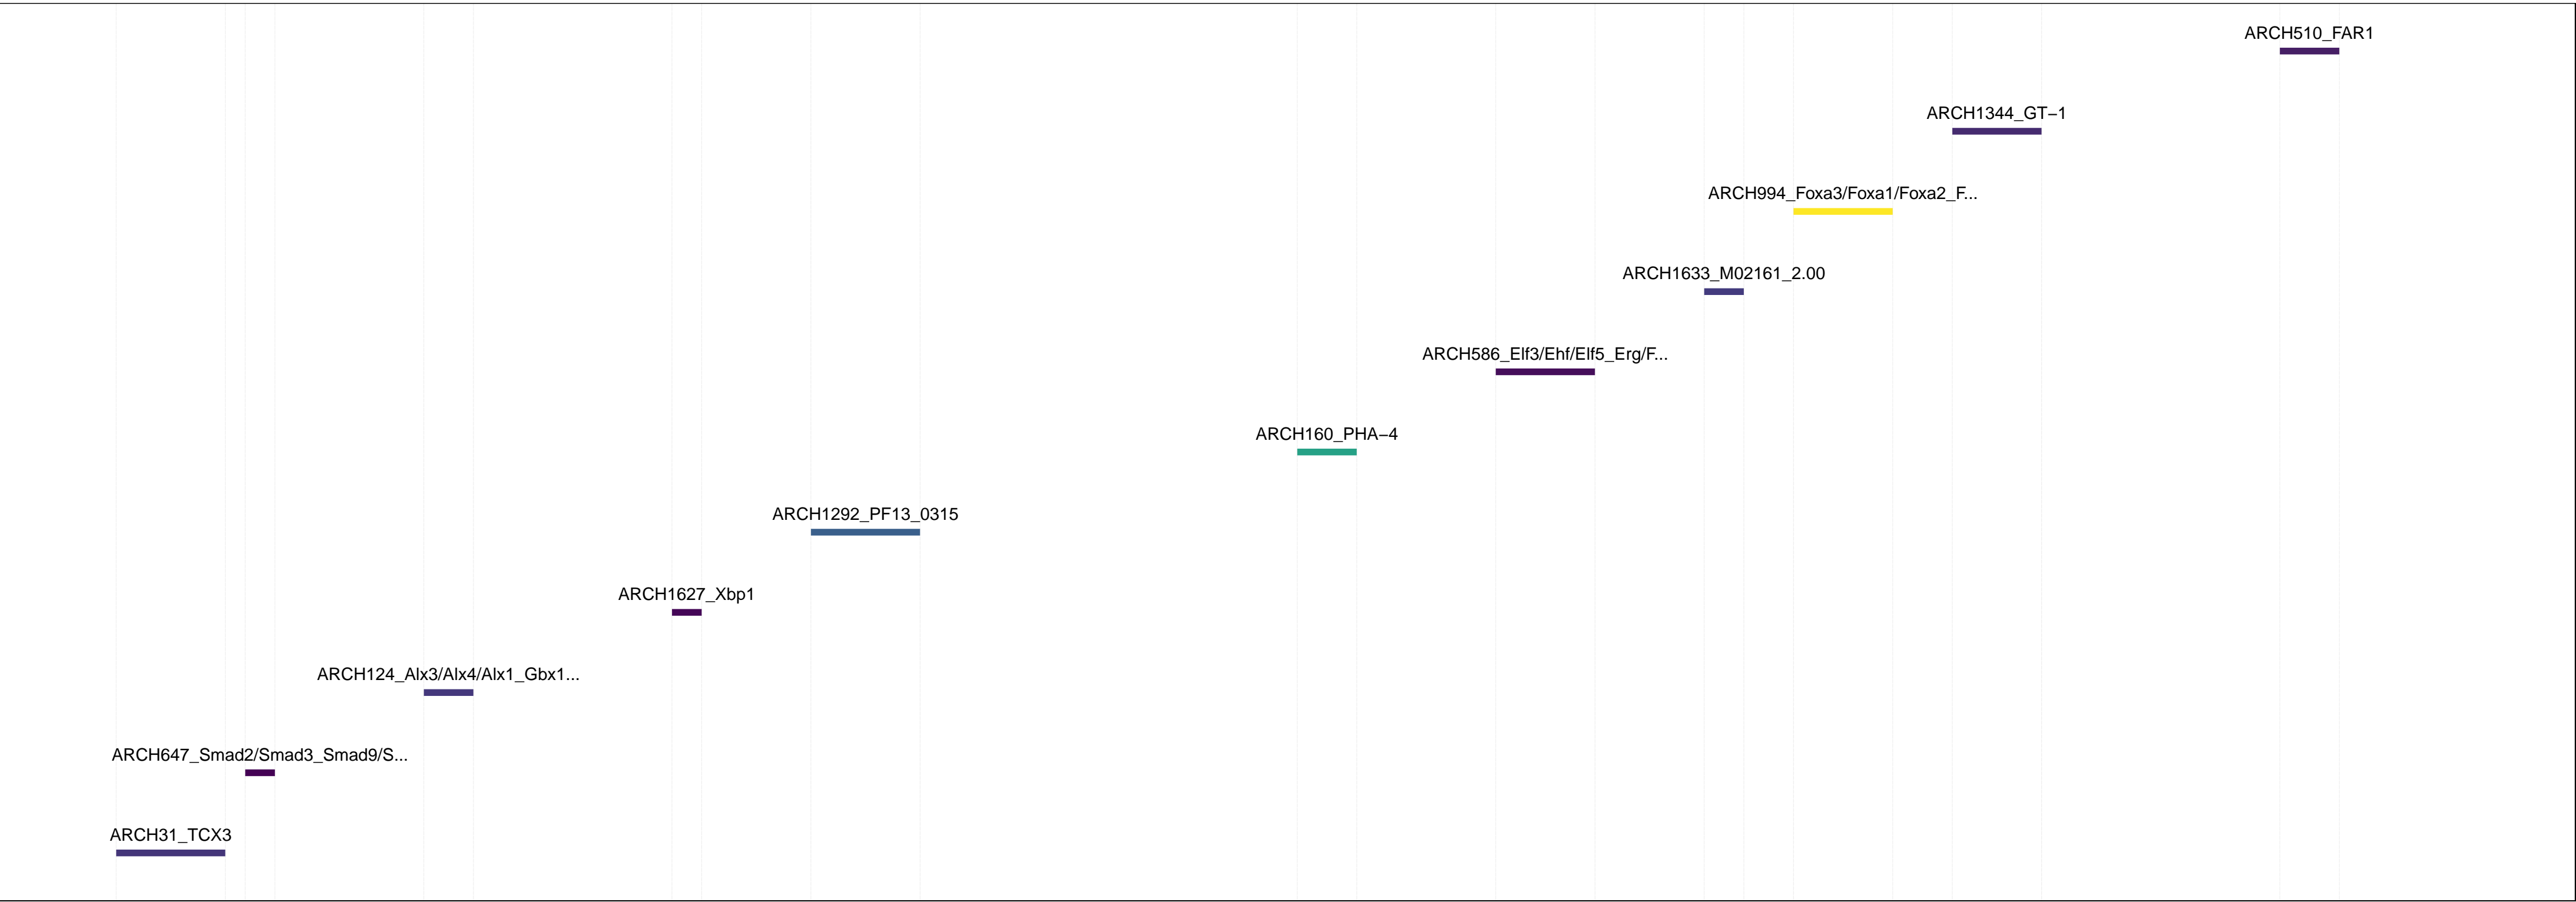 ARCH510_FAR1
ARCH1344_GT−1
ARCH994_Foxa3/Foxa1/Foxa2_F...
ARCH1633_M02161_2.00
ARCH586_Elf3/Ehf/Elf5_Erg/F...
ARCH160_PHA−4
ARCH1292_PF13_0315
ARCH1627_Xbp1
ARCH124_Alx3/Alx4/Alx1_Gbx1...
ARCH647_Smad2/Smad3_Smad9/S...
ARCH31_TCX3